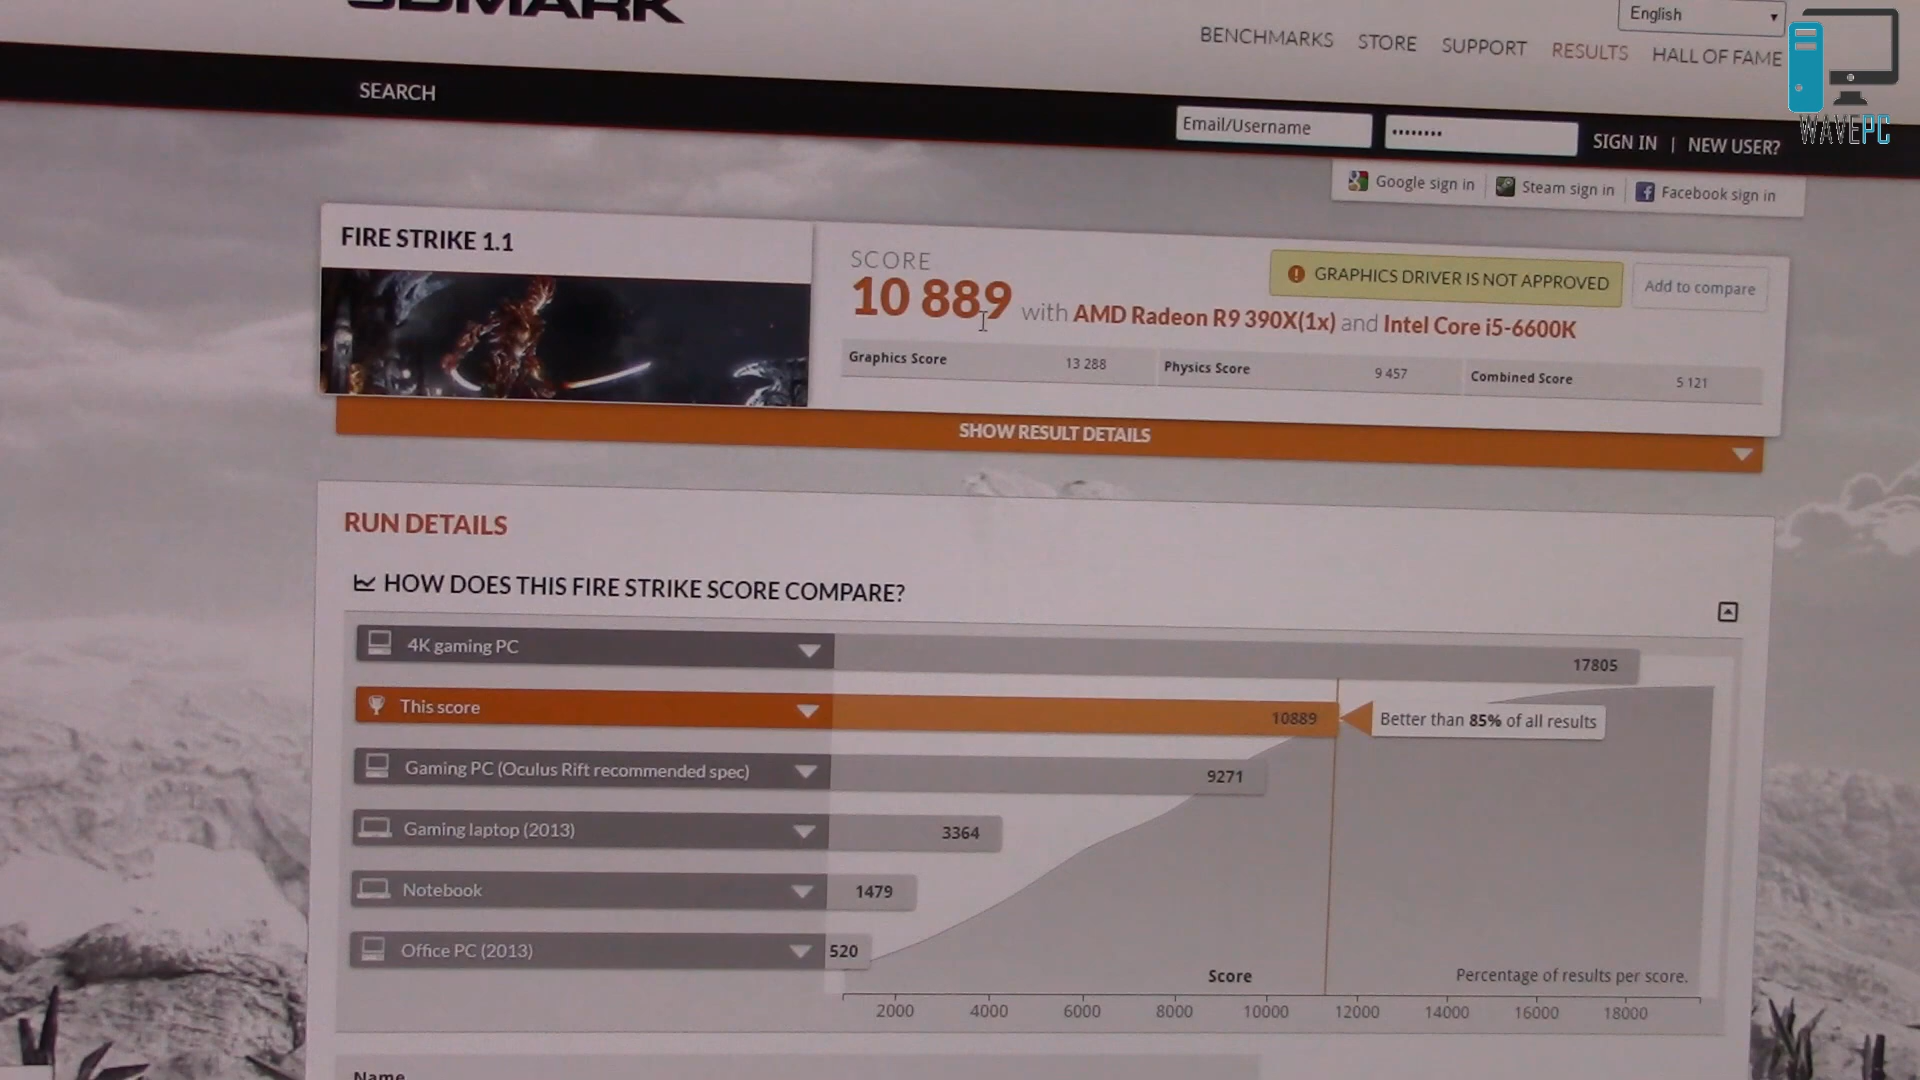 3DMARK
English
BENCHMARKS STORE SUPPORT RESULTS HALL OF FAME
WAVEPC
SEARCH
Email/Username
••••••••
SIGN IN | NEW USER?
Google sign in
Steam sign in
Facebook sign in
FIRE STRIKE 1.1
SCORE
GRAPHICS DRIVER IS NOT APPROVED
Add to compare
10 889 with AMD Radeon R9 390X(1x) and Intel Core i5-6600K
Graphics Score 13 288 Physics Score 9 457 Combined Score 5 121
SHOW RESULT DETAILS
RUN DETAILS
HOW DOES THIS FIRE STRIKE SCORE COMPARE?
4K gaming PC 17805
This score 10889 Better than 85% of all results
Gaming PC (Oculus Rift recommended spec) 9271
Gaming laptop (2013) 3364
Notebook 1479
Office PC (2013) 520
Score
Percentage of results per score.
2000 4000 6000 8000 10000 12000 14000 16000 18000
Name